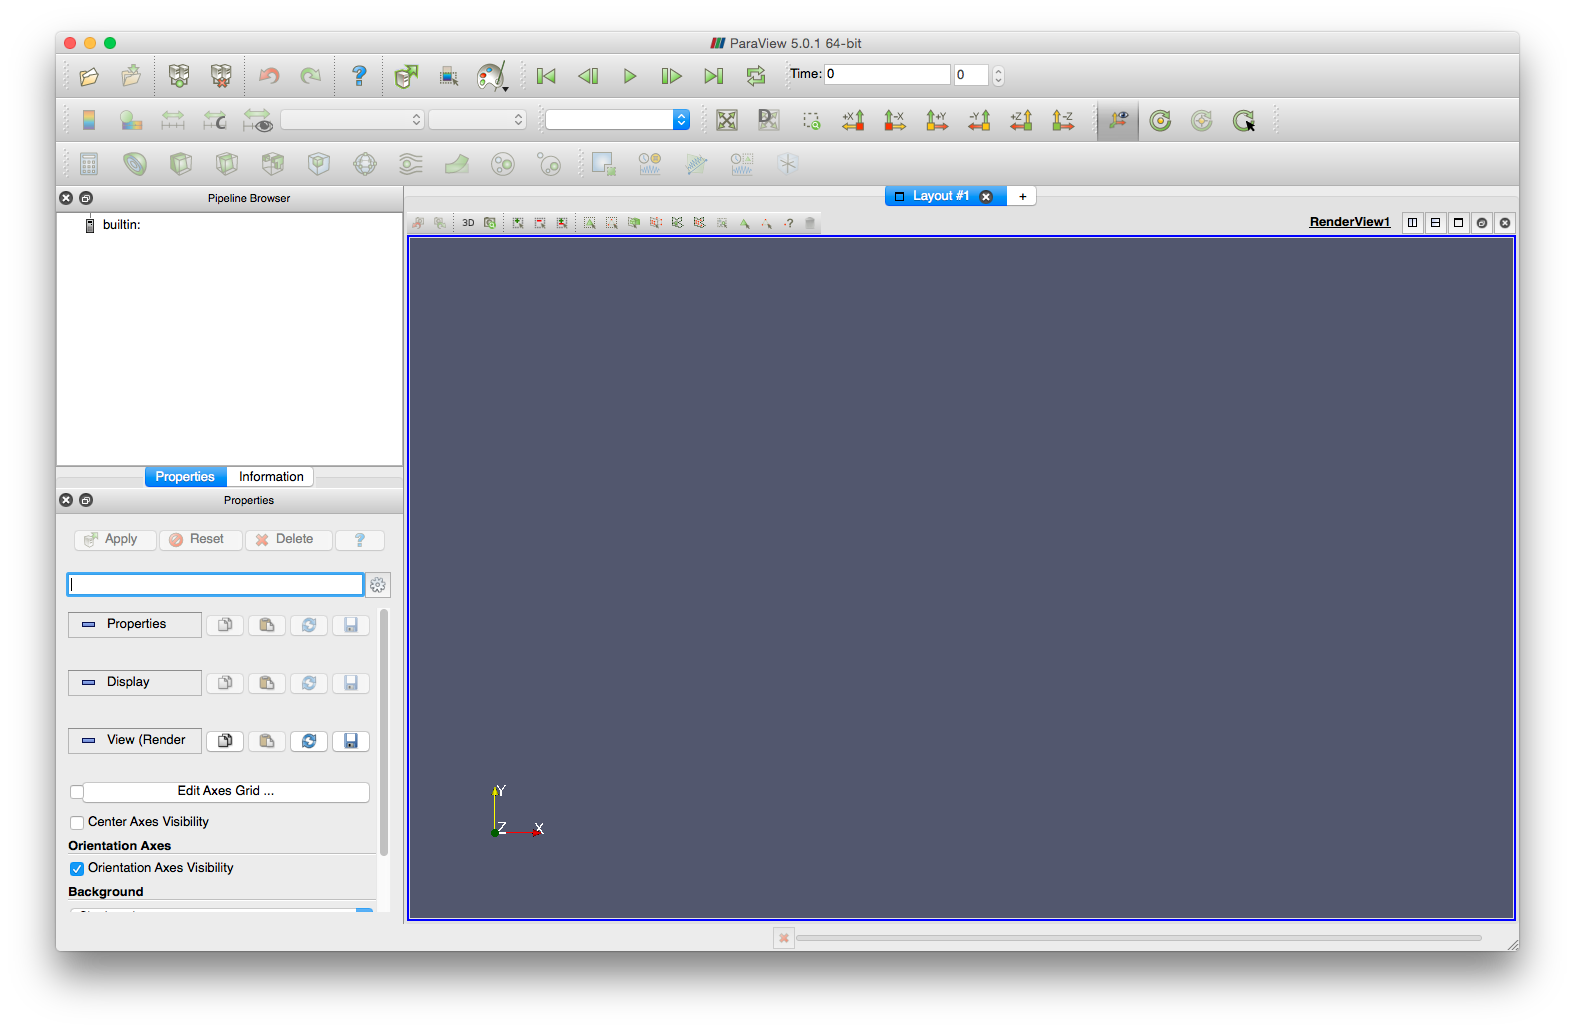 ParaView 5.0.1 64-bit
? Time: 0 0
+X -X +Y -Y +Z -Z
Pipeline Browser
Layout #1 +
builtin:
3D ?
RenderView1
Properties Information
Properties
Apply Reset Delete ?
Properties
Display
View (Render
Edit Axes Grid ...
Center Axes Visibility
Orientation Axes
Orientation Axes Visibility
Background
Y
Z X